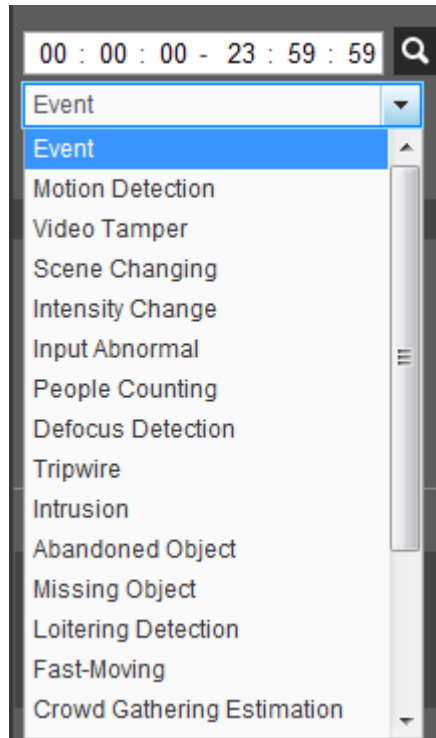 00 : 00 : 00 - 23 : 59 : 59
Event
Event
Motion Detection
Video Tamper
Scene Changing
Intensity Change
Input Abnormal
People Counting
Defocus Detection
Tripwire
Intrusion
Abandoned Object
Missing Object
Loitering Detection
Fast-Moving
Crowd Gathering Estimation